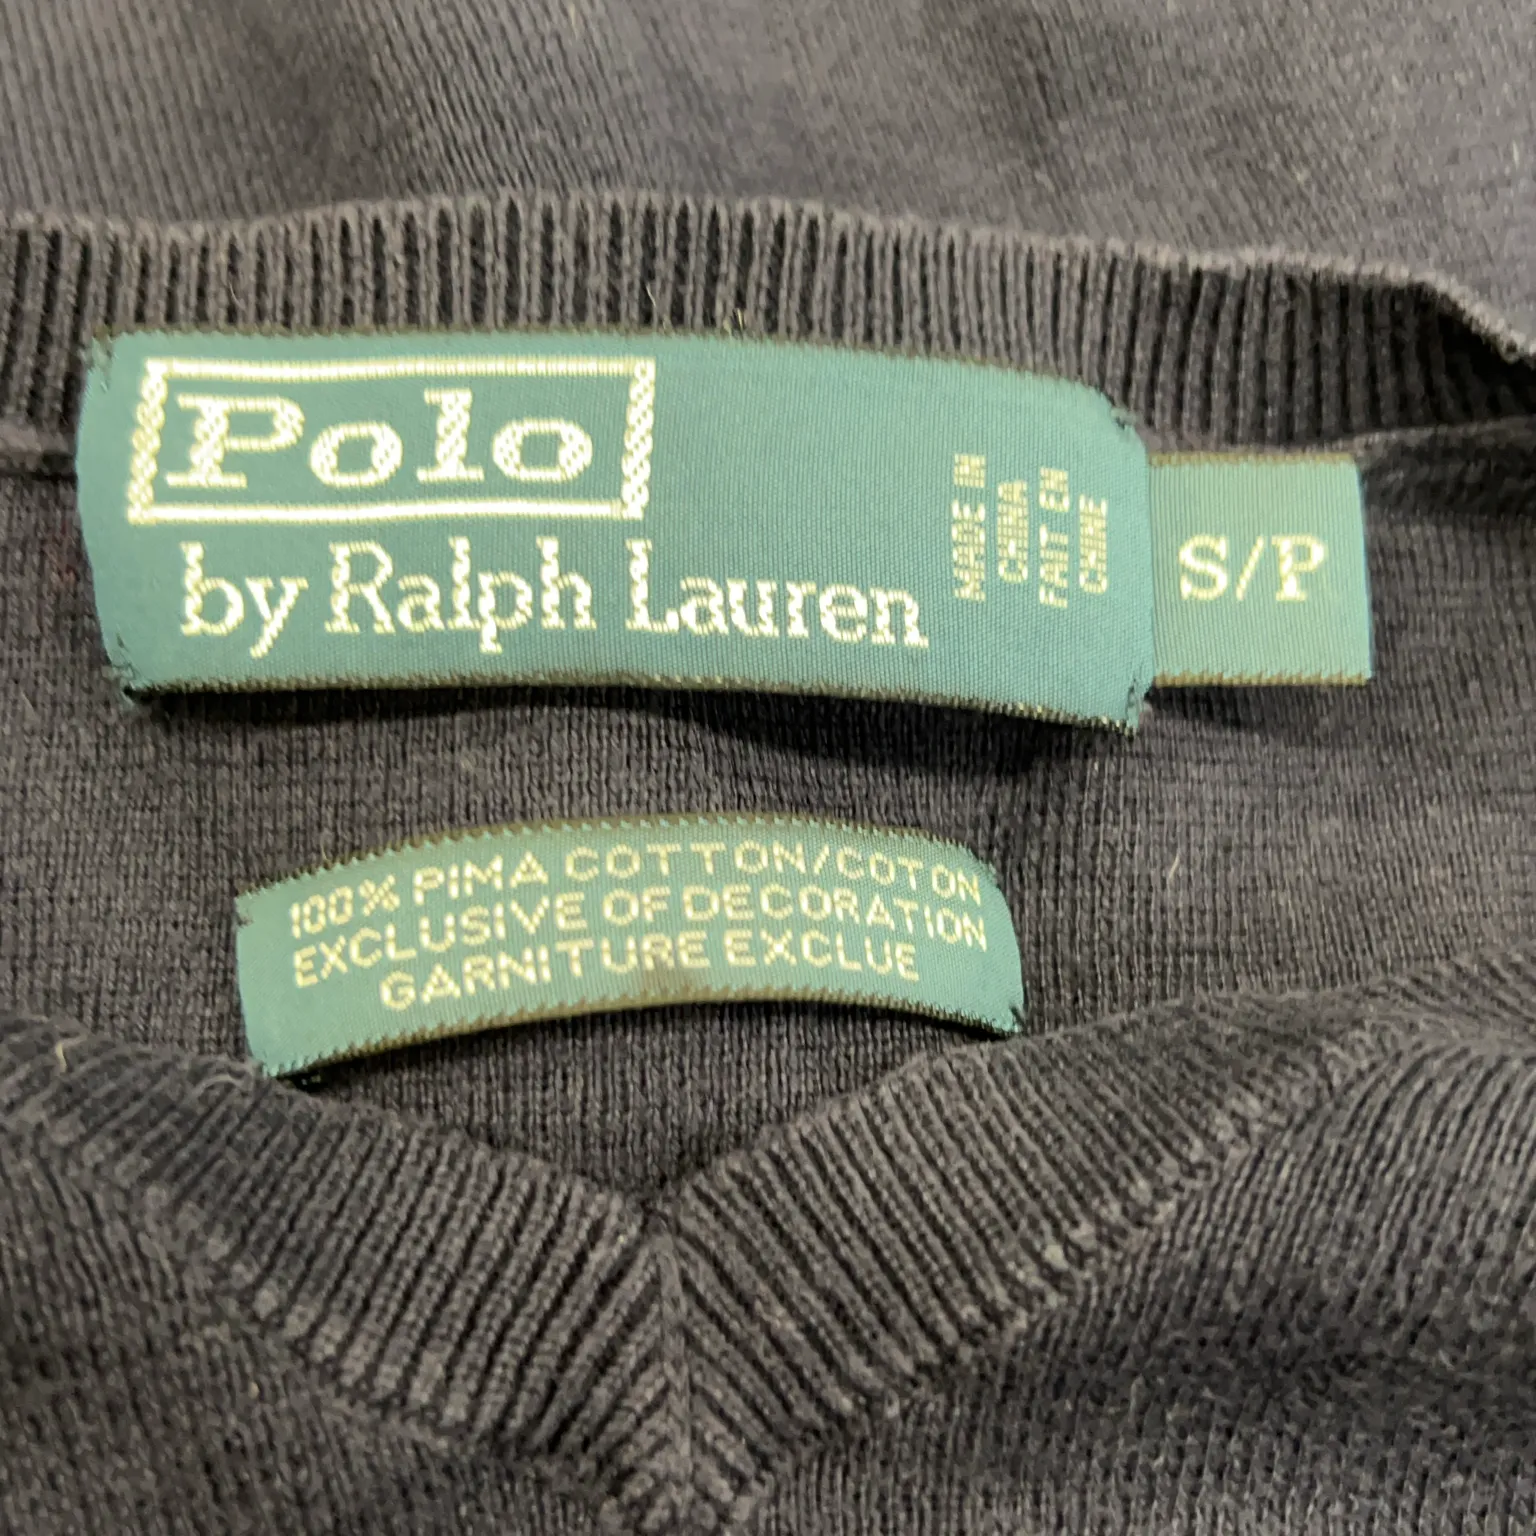 Polo
by Ralph Lauren
MADE IN
CHINA
FAIT EN
CHINE
S/P
100% PIMA COTTON/COTON
EXCLUSIVE OF DECORATION
GARNITURE EXCLUE